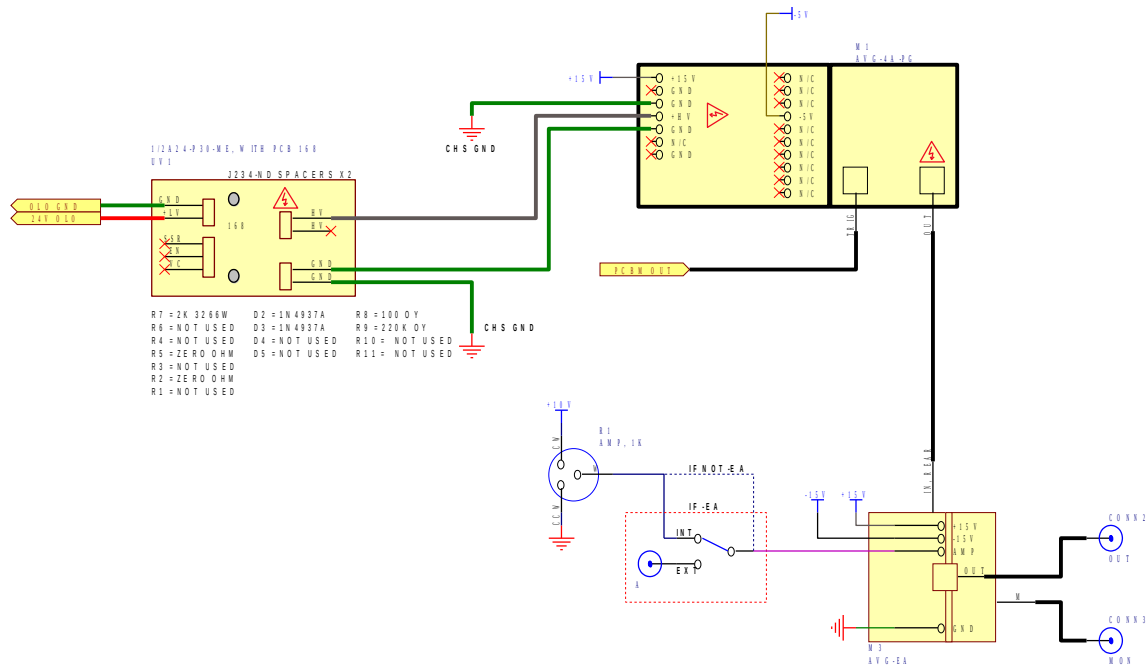 -5V
M1
AVG-4A-PG
+15V
+15V
GND
GND
+HV
GND
N/C
GND
N/C
N/C
N/C
-5V
N/C
N/C
N/C
N/C
N/C
N/C
TRIG
OUT
CHS GND
1/2A24-P30-ME, WITH PCB 168
UV1
J234-ND SPACERS X2
OLO GND
24V OLO
GND
+LV
168
SSR
EN
VC
HV
HV
GND
GND
CHS GND
PCBM OUT
R7 =2K 3266W D2 =1N4937A R8 =100 OY
R6 =NOT USED D3 =1N4937A R9 =220K OY
R4 =NOT USED D4 =NOT USED R10= NOT USED
R5 =ZERO OHM D5 =NOT USED R11= NOT USED
R3 =NOT USED
R2 =ZERO OHM
R1 =NOT USED
+10V
CW
R1
AMP, 1K
W
CCW
IF NOT -EA
IF -EA
INT
EXT
A
-15V
+15V
IN, REAR
+15V
-15V
AMP
OUT
GND
M
M3
AVG-EA
CONN2
OUT
CONN3
MON